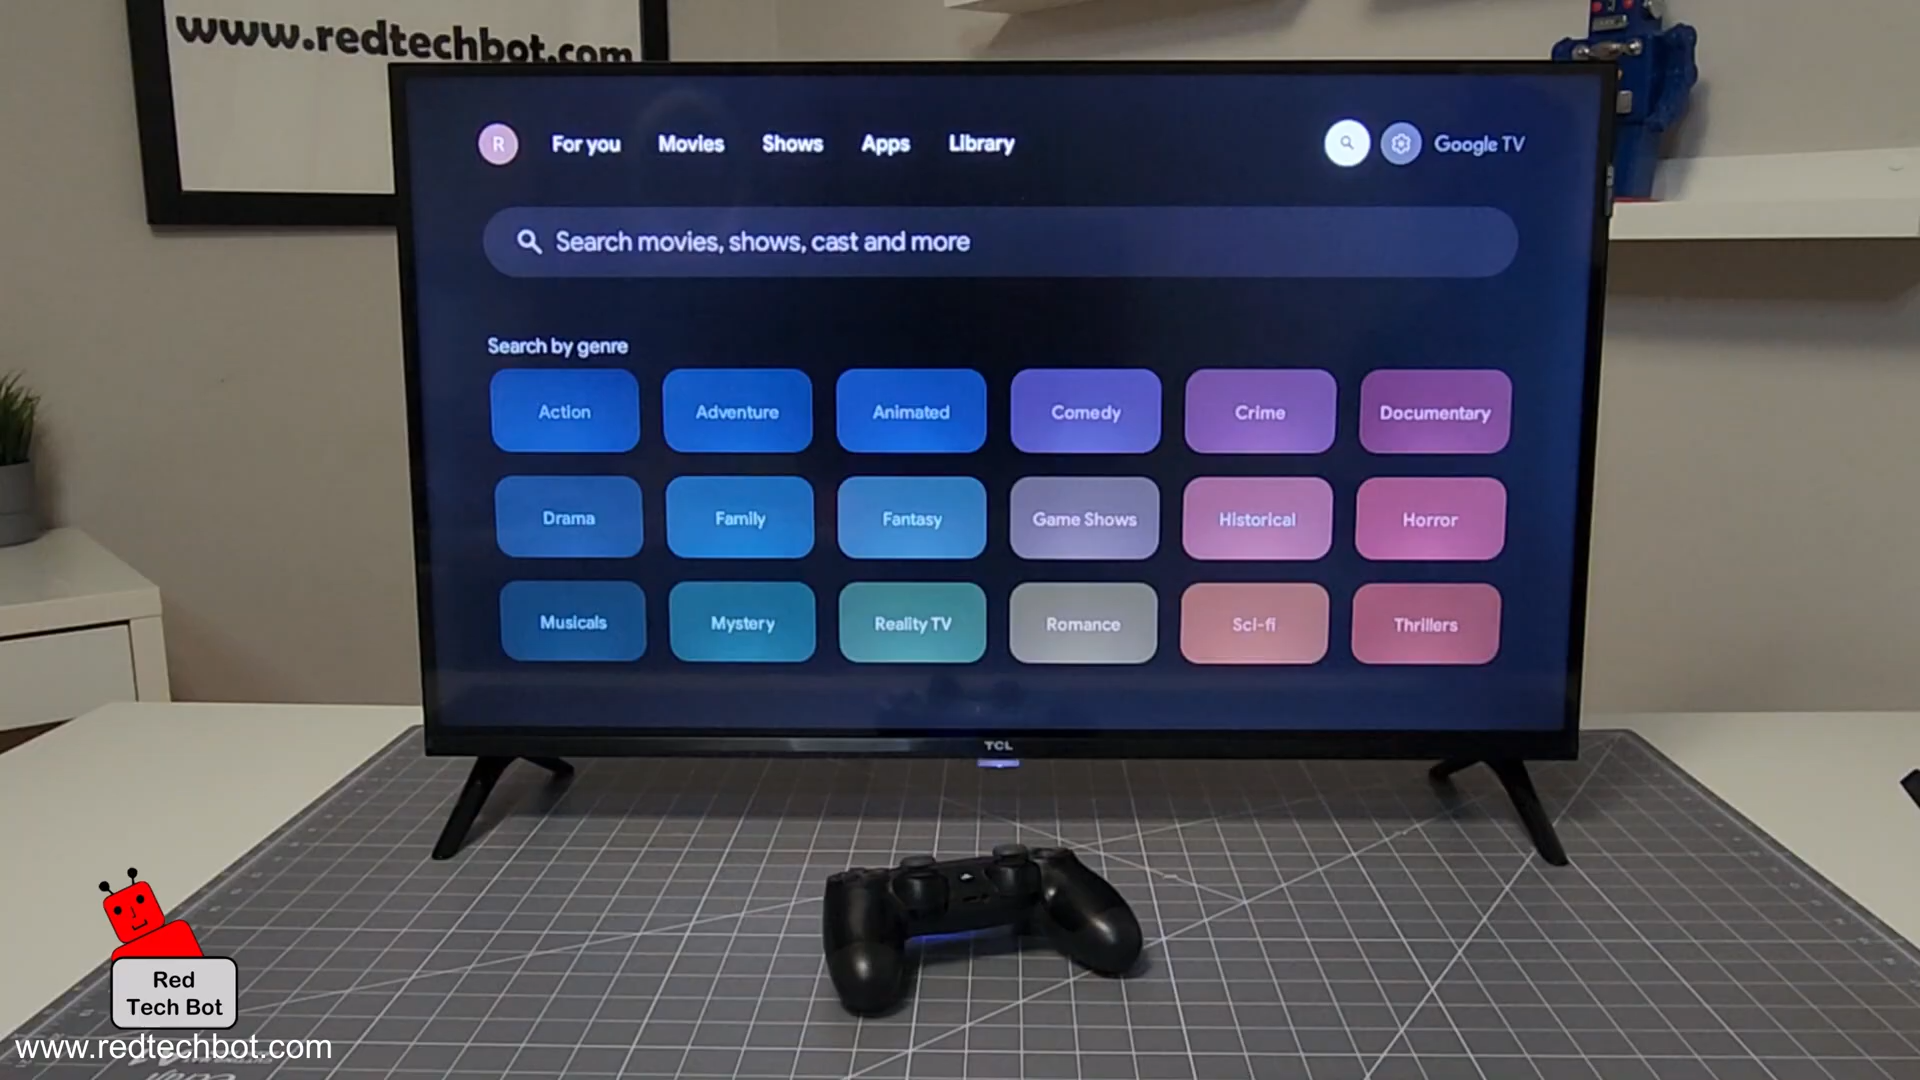 www.redtechbot.com
R
For you
Movies
Shows
Apps
Library
Google TV
Search movies, shows, cast and more
Search by genre
Action
Adventure
Animated
Comedy
Crime
Documentary
Drama
Family
Fantasy
Game Shows
Historical
Horror
Musicals
Mystery
Reality TV
Romance
Sci-fi
Thrillers
TCL
Red
Tech Bot
www.redtechbot.com